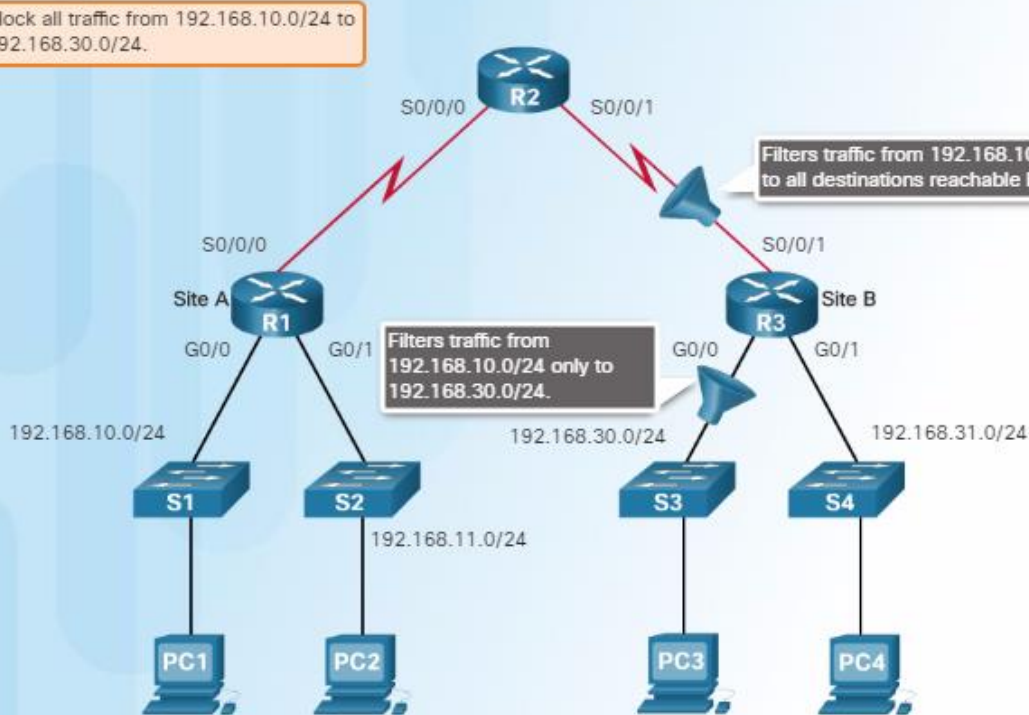 lock all traffic from 192.168.10.0/24 to
92.168.30.0/24.
R2
S0/0/0
S0/0/1
Filters traffic from 192.168.10
to all destinations reachable
S0/0/0
S0/0/1
Site A
R1
Site B
R3
G0/0
G0/1
Filters traffic from
192.168.10.0/24 only to
192.168.30.0/24.
G0/0
G0/1
192.168.10.0/24
192.168.30.0/24
192.168.31.0/24
S1
S2
S3
S4
192.168.11.0/24
PC1
PC2
PC3
PC4